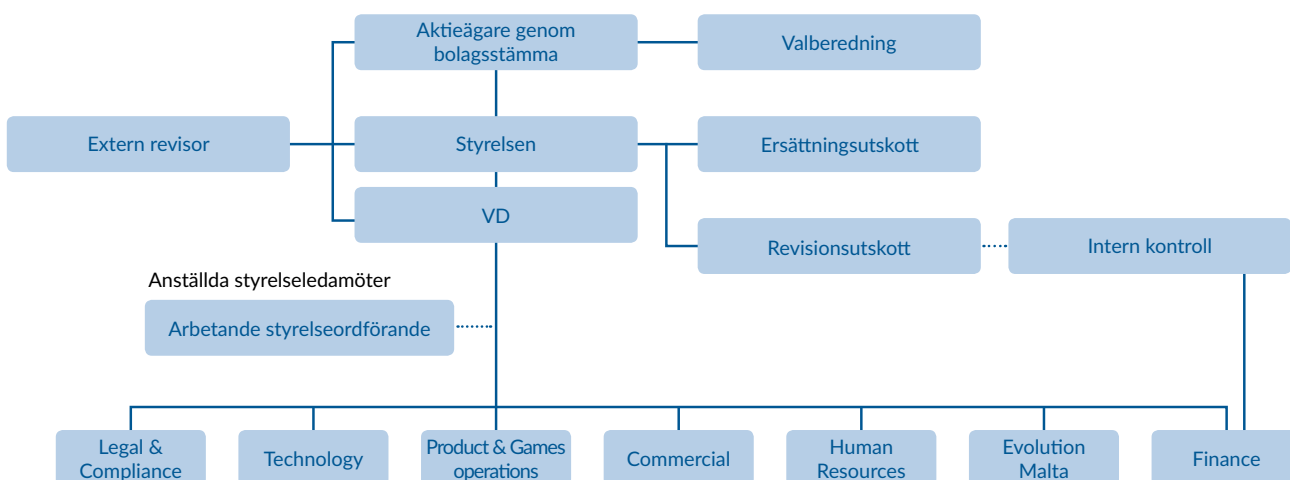 Aktieägare genom
bolagsstämma
Valberedning
Extern revisor
Styrelsen
Ersättningsutskott
VD
Revisionsutskott
Intern kontroll
Anställda styrelseledamöter
Arbetande styrelseordförande
Legal &
Compliance
Technology
Product & Games
operations
Commercial
Human
Resources
Evolution
Malta
Finance